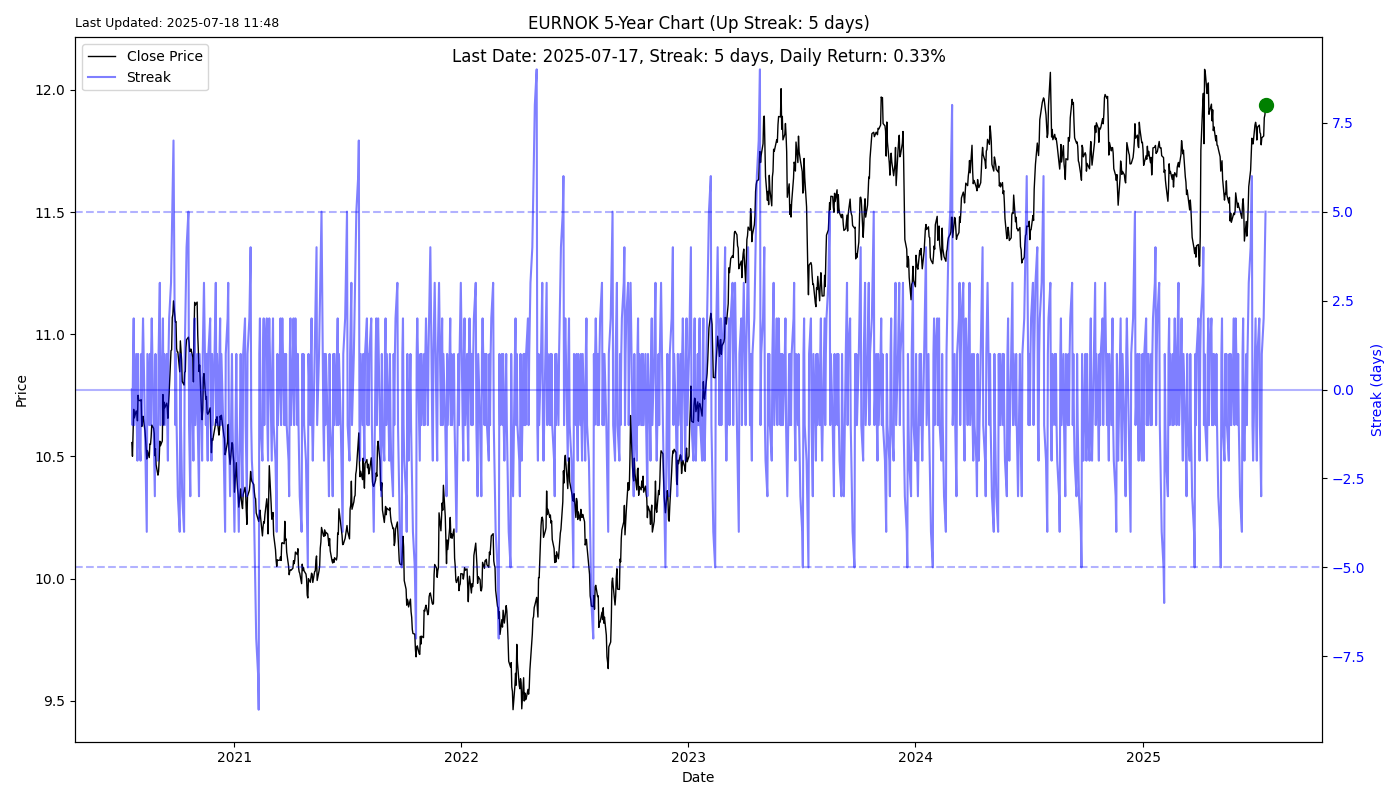 Last Updated: 2025-07-18 11:48
EURNOK 5-Year Chart (Up Streak: 5 days)
Last Date: 2025-07-17, Streak: 5 days, Daily Return: 0.33%
Close Price
Streak
12.0
11.5
11.0
10.5
10.0
9.5
Price
7.5
5.0
2.5
0.0
−2.5
−5.0
−7.5
Streak (days)
2021
2022
2023
2024
2025
Date